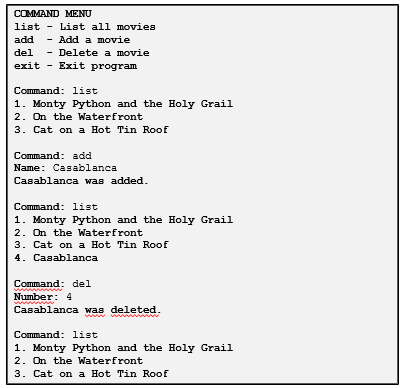 COMMAND MENU
list - List all movies
add  - Add a movie
del  - Delete a movie
exit - Exit program
Command: list
1. Monty Python and the Holy Grail
2. On the Waterfront
3. Cat on a Hot Tin Roof
Command: add
Name: Casablanca
Casablanca was added.
Command: list
1. Monty Python and the Holy Grail
2. On the Waterfront
3. Cat on a Hot Tin Roof
4. Casablanca
Command: del
Number: 4
Casablanca was deleted.
Command: list
1. Monty Python and the Holy Grail
2. On the Waterfront
3. Cat on a Hot Tin Roof